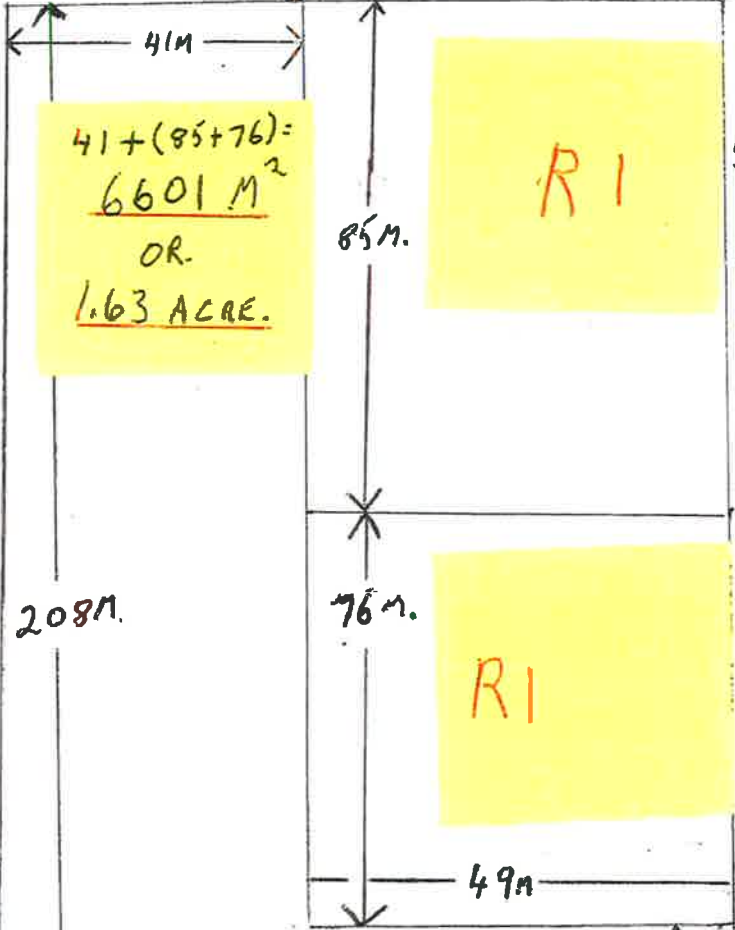 41M
41+(85+76)=
6601 M²
OR.
1.63 ACRE.
R1
85M.
208M.
76M.
R1
49M